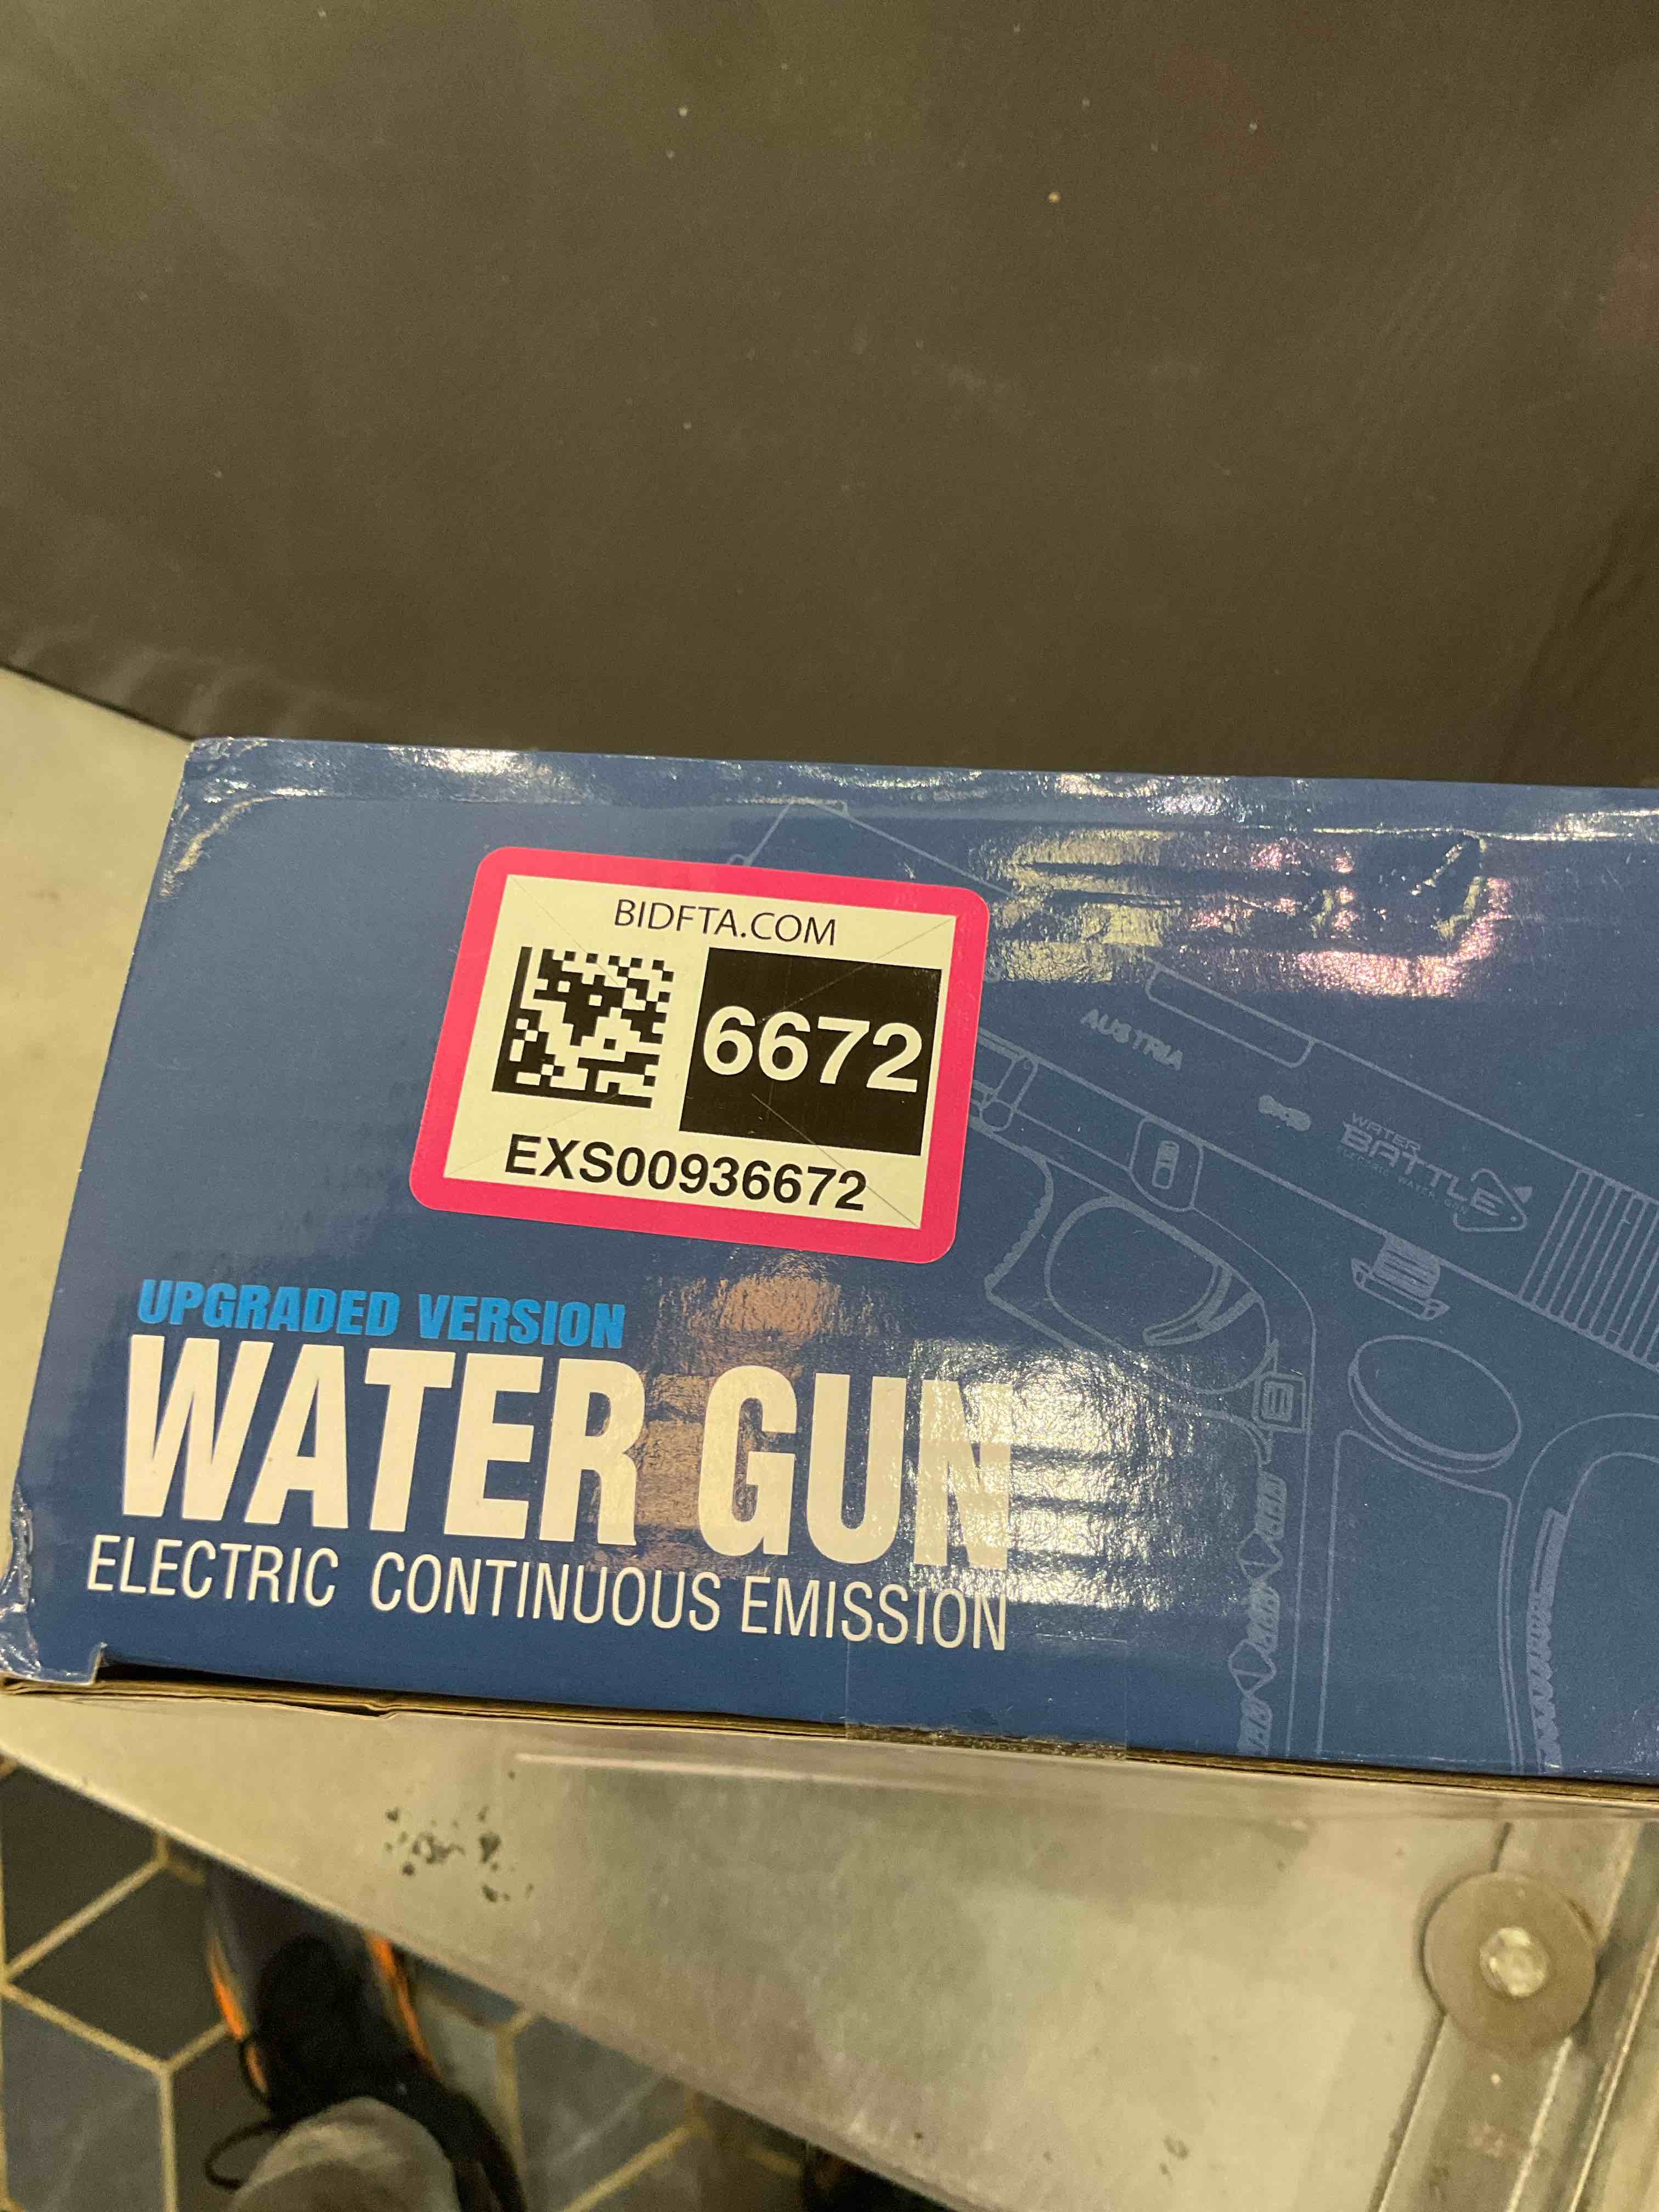 BIDFTA.COM
6672
EXS00936672
UPGRADED VERSION
WATER GUN
ELECTRIC CONTINUOUS EMISSION
AUSTRIA
WATER
BATTLE